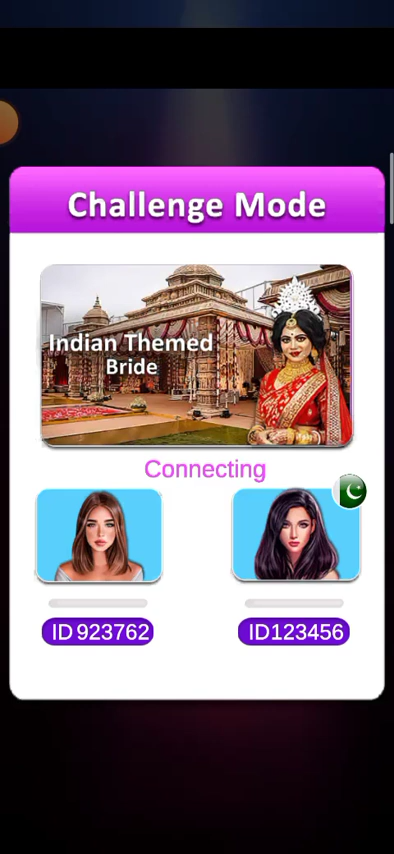 Challenge Mode
Indian Themed
Bride
Connecting
ID 923762
ID123456